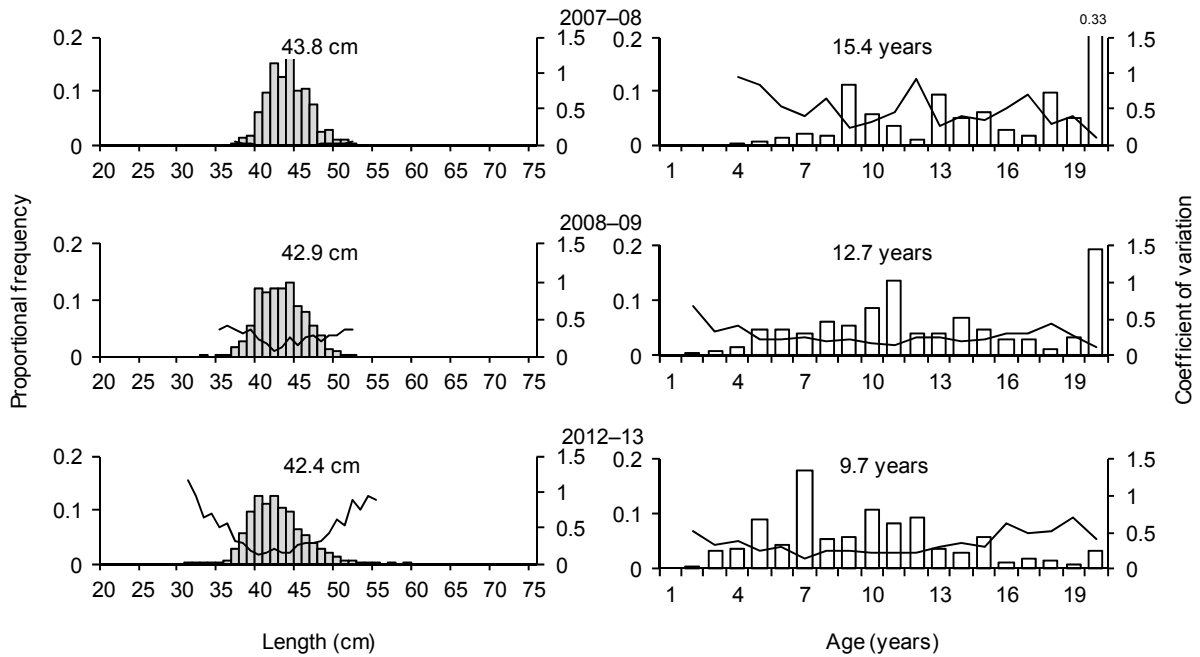 2007–08
0.33
0.2 43.8 cm 1.5 0.2 15.4 years 1.5
1 1
0.1 0.1
0.5 0.5
0 0 0 0
20 25 30 35 40 45 50 55 60 65 70 75 1 4 7 10 13 16 19
2008–09
0.2 42.9 cm 1.5 0.2 12.7 years 1.5
1 1
0.1 0.1
0.5 0.5
0 0 0 0
20 25 30 35 40 45 50 55 60 65 70 75 1 4 7 10 13 16 19
Proportional frequency
Coefficient of variation
2012–13
0.2 42.4 cm 1.5 0.2 9.7 years 1.5
1 1
0.1 0.1
0.5 0.5
0 0 0 0
20 25 30 35 40 45 50 55 60 65 70 75 1 4 7 10 13 16 19
Length (cm) Age (years)